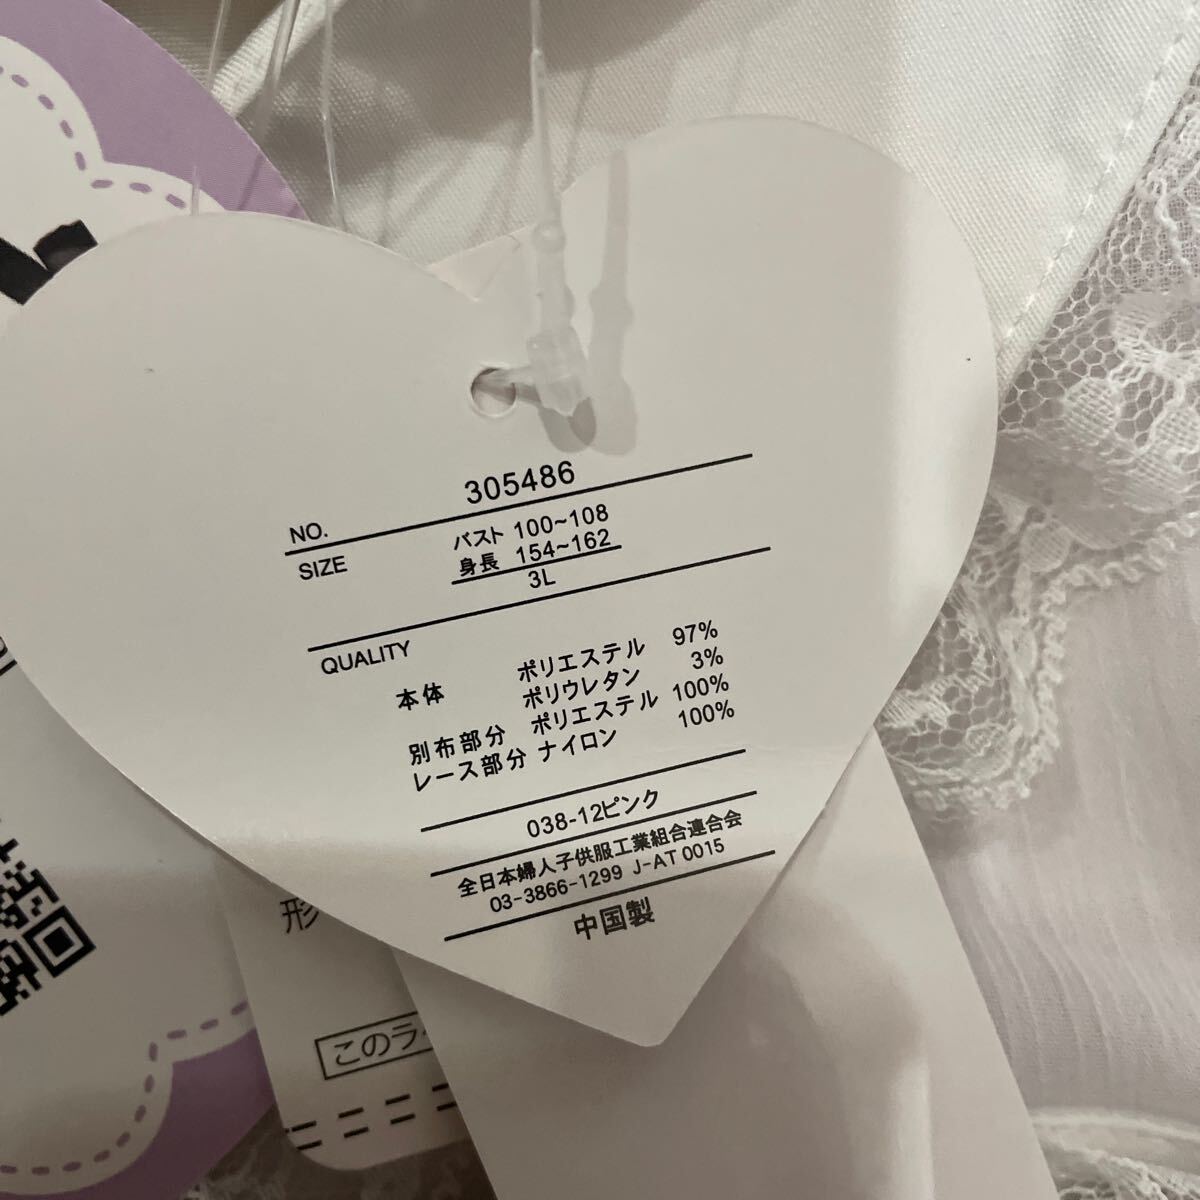 NO. 305486
SIZE バスト 100~108
身長 154~162
3L
QUALITY
本体 ポリエステル 97%
ポリウレタン 3%
別布部分 ポリエステル 100%
レース部分 ナイロン 100%
038-12ピンク
全日本婦人子供服工業組合連合会
03-3866-1299 J-AT 0015
中国製
形
このラ